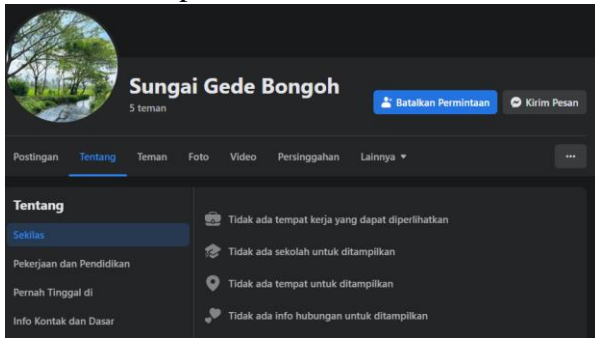 Sungai Gede Bongoh
5 teman
Batalkan Permintaan
Kirim Pesan
Postingan Tentang Teman Foto Video Persinggahan Lainnya
Tentang
Sekilas
Pekerjaan dan Pendidikan
Pernah Tinggal di
Info Kontak dan Dasar
Tidak ada tempat kerja yang dapat diperlihatkan
Tidak ada sekolah untuk ditampilkan
Tidak ada tempat untuk ditampilkan
Tidak ada info hubungan untuk ditampilkan